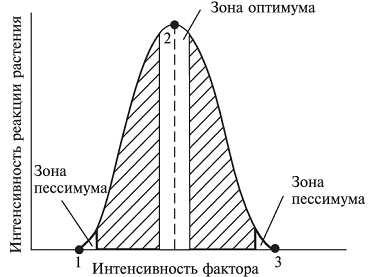 Зона оптимума
2
Интенсивность реакции растения
Зона
пессимума
Зона
пессимума
1
3
Интенсивность фактора